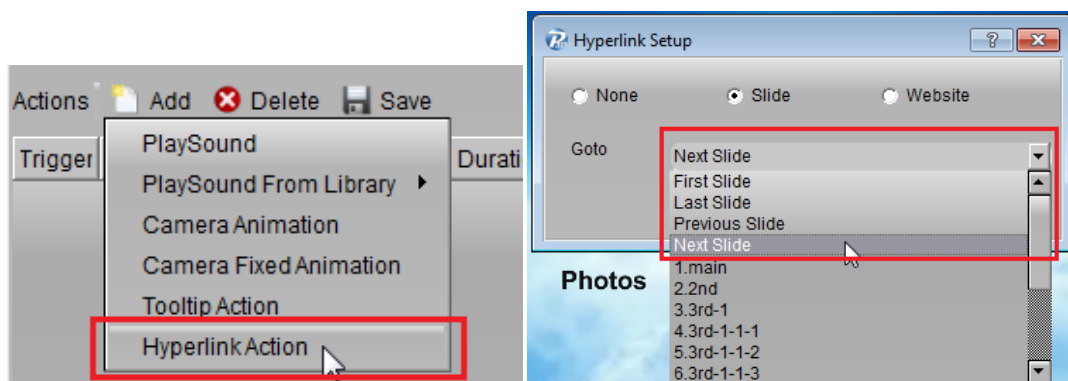 Actions Add Delete Save
Trigger Durati
PlaySound
PlaySound From Library
Camera Animation
Camera Fixed Animation
Tooltip Action
Hyperlink Action
Hyperlink Setup
None Slide Website
Goto Next Slide
First Slide
Last Slide
Previous Slide
Next Slide
1.main
2.2nd
3.3rd-1
4.3rd-1-1-1
5.3rd-1-1-2
6.3rd-1-1-3
Photos